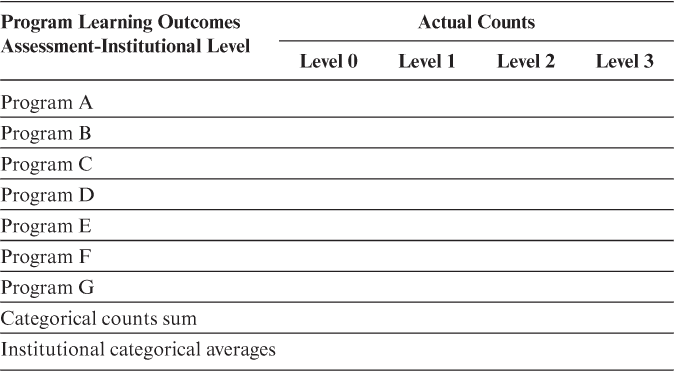 Program Learning Outcomes Actual Counts
Assessment-Institutional Level
Level 0 Level 1 Level 2 Level 3
Program A
Program B
Program C
Program D
Program E
Program F
Program G
Categorical counts sum
Institutional categorical averages